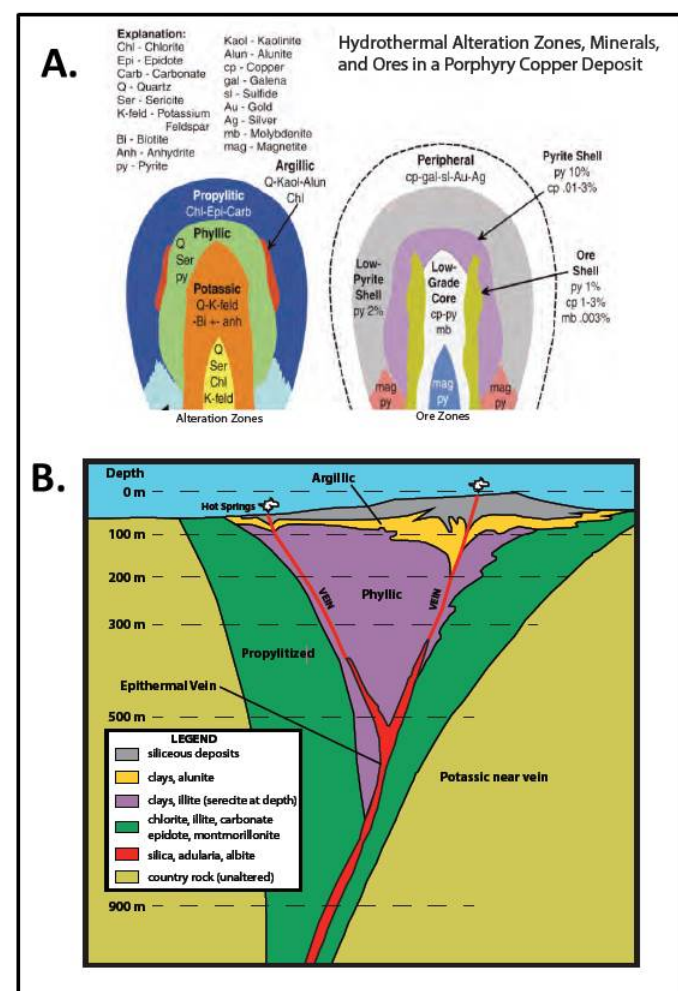 A.
Explanation:
Chl - Chlorite
Epi - Epidote
Carb - Carbonate
Q - Quartz
Ser - Sericite
K-feld - Potassium
Feldspar
Bi - Biotite
Anh - Anhydrite
py - Pyrite
Kaol - Kaolinite
Alun - Alunite
cp - Copper
gal - Galena
sl - Sulfide
Au - Gold
Ag - Silver
mb - Molybdenite
mag - Magnetite
Hydrothermal Alteration Zones, Minerals,
and Ores in a Porphyry Copper Deposit
Argillic
Q-Kaol-Alun
Chl
Propylitic
Chl-Epi-Carb
Phyllic
Q
Ser
py
Potassic
Q-K-feld
-Bi +- anh
Q
Ser
Chl
K-feld
Alteration Zones
Peripheral
cp-gal-sl-Au-Ag
Pyrite Shell
py 10%
cp .01-3%
Low-
Pyrite
Shell
py 2%
Low-
Grade
Core
cp-py
mb
Ore
Shell
py 1%
cp 1-3%
mb .003%
mag
py
mag
py
mag
py
Ore Zones
B.
Depth
0 m
Hot Springs
Argillic
100 m
200 m
Phyllic
VEIN
VEIN
300 m
Propylitized
Epithermal Vein
500 m
LEGEND
siliceous deposits
clays, alunite
clays, illite (serecite at depth)
chlorite, illite, carbonate
epidote, montmorillonite
silica, adularia, albite
country rock (unaltered)
Potassic near vein
900 m